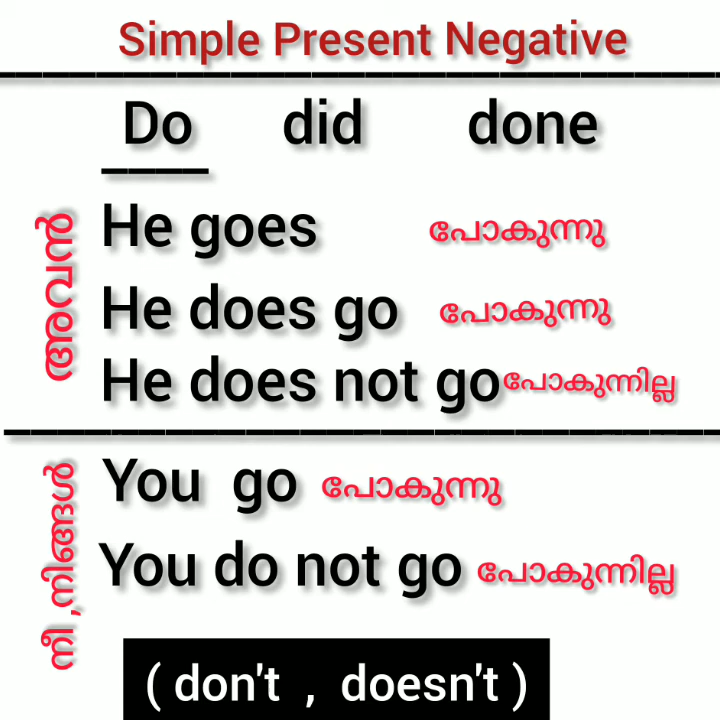 Simple Present Negative
Do did done
അവൻ
He goes പോകുന്നു
He does go പോകുന്നു
He does not go പോകുന്നില്ല
നീ ,നിങ്ങൾ
You go പോകുന്നു
You do not go പോകുന്നില്ല
( don't , doesn't )